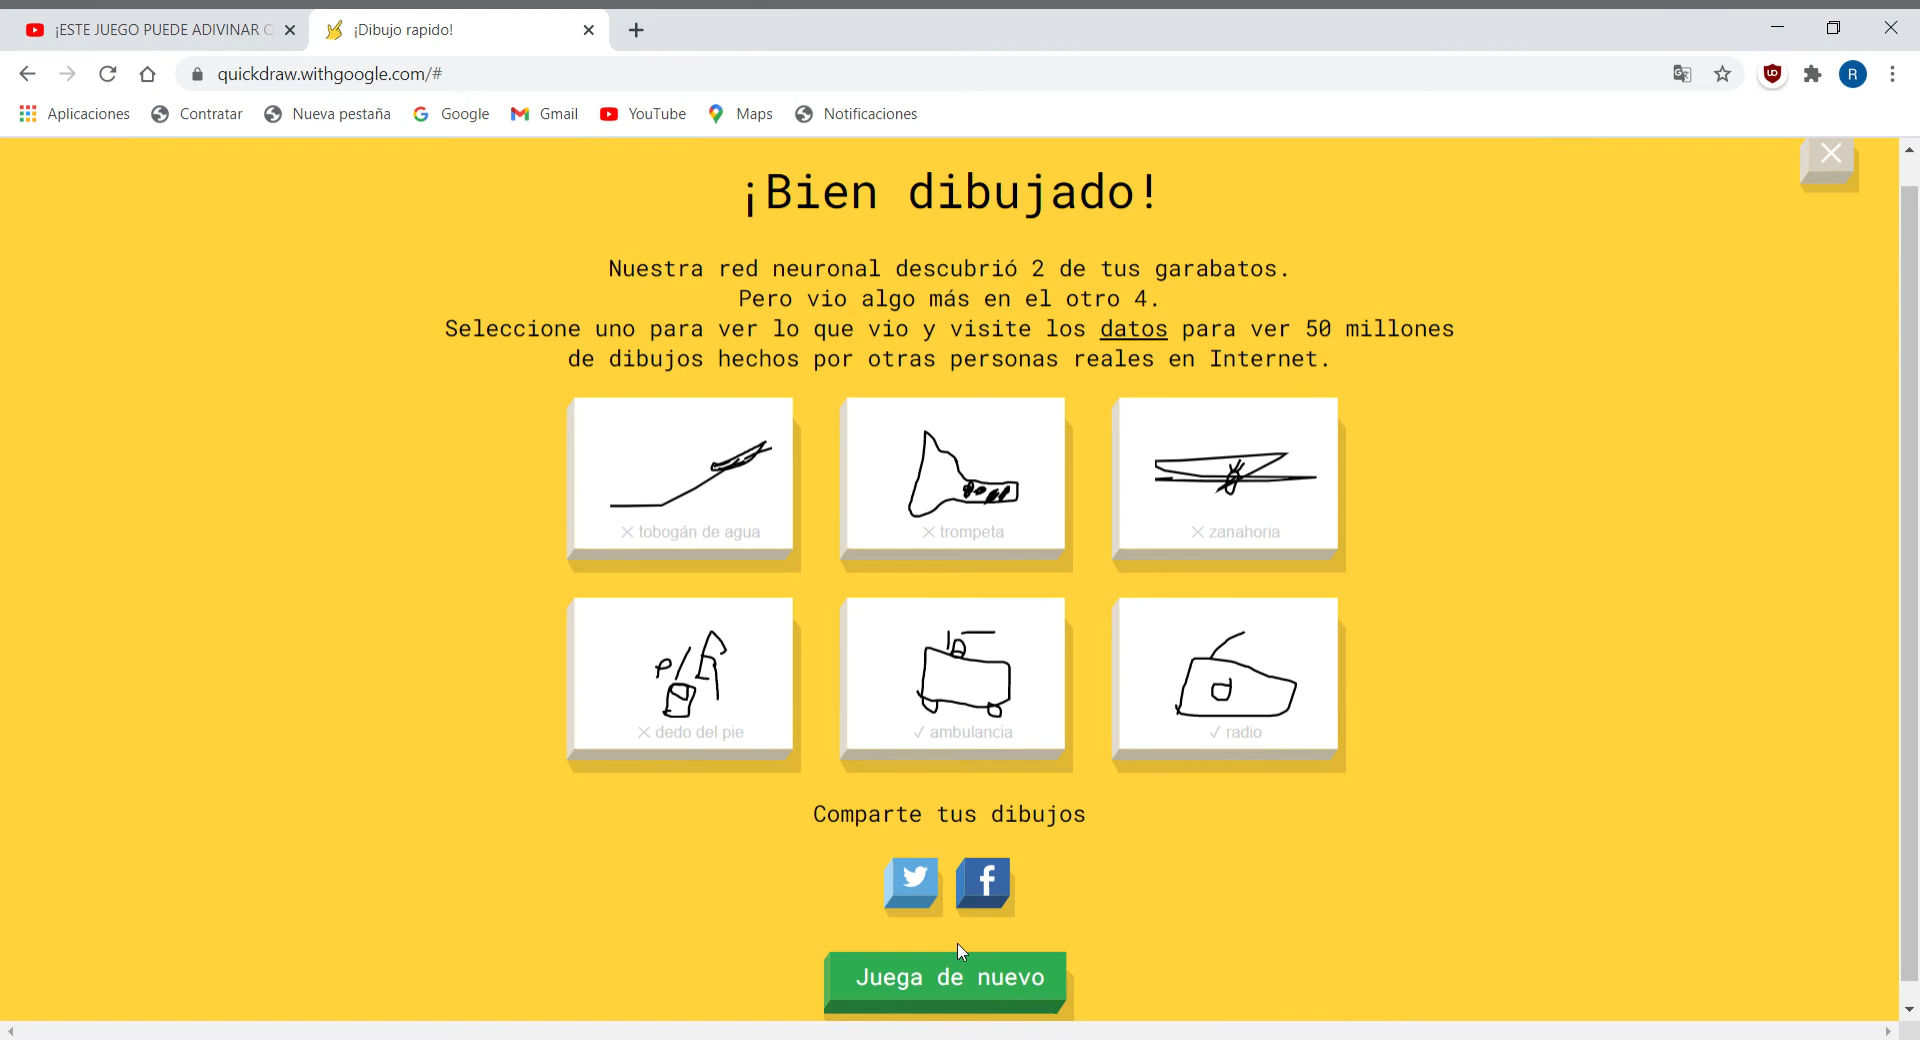 ¡ESTE JUEGO PUEDE ADIVINAR
¡Dibujo rapido!
quickdraw.withgoogle.com/#
R
Aplicaciones
Contratar
Nueva pestaña
Google
Gmail
YouTube
Maps
Notificaciones
¡Bien dibujado!
Nuestra red neuronal descubrió 2 de tus garabatos.
Pero vio algo más en el otro 4.
Seleccione uno para ver lo que vio y visite los datos para ver 50 millones
de dibujos hechos por otras personas reales en Internet.
tobogán de agua
trompeta
zanahoria
dedo del pie
ambulancia
radio
Comparte tus dibujos
Juega de nuevo